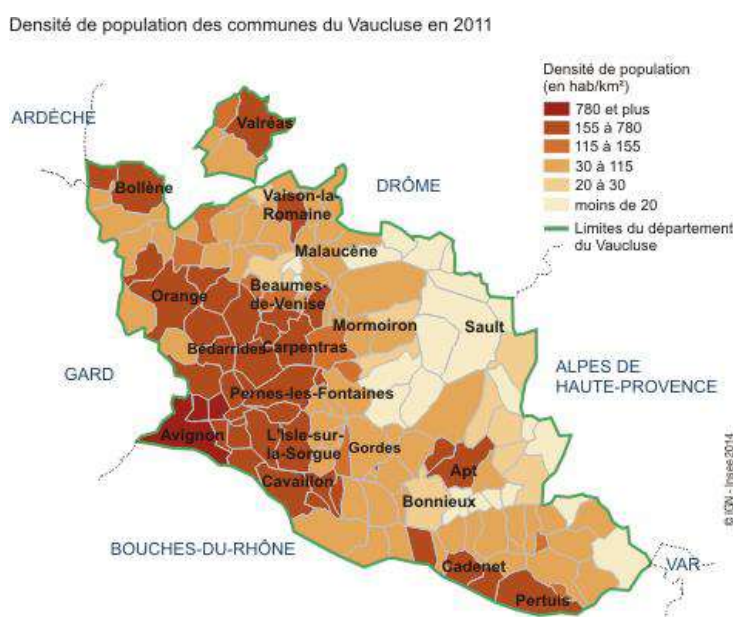 Densité de population des communes du Vaucluse en 2011
Densité de population
(en hab/km²)
780 et plus
155 à 780
115 à 155
30 à 115
20 à 30
moins de 20
Limites du département
du Vaucluse
ARDÈCHE
Valréas
Bollène
DRÔME
Vaison-la-
Romaine
Malaucène
Orange
Beaumes-
de-Venise
Mormoiron
Sault
Bédarrides
Carpentras
GARD
ALPES DE
HAUTE-PROVENCE
Pernes-les-Fontaines
Avignon
L'Isle-sur-
la-Sorgue
Gordes
Apt
Cavaillon
Bonnieux
BOUCHES-DU-RHÔNE
Cadenet
VAR
Pertuis
© IGN - Insee 2014